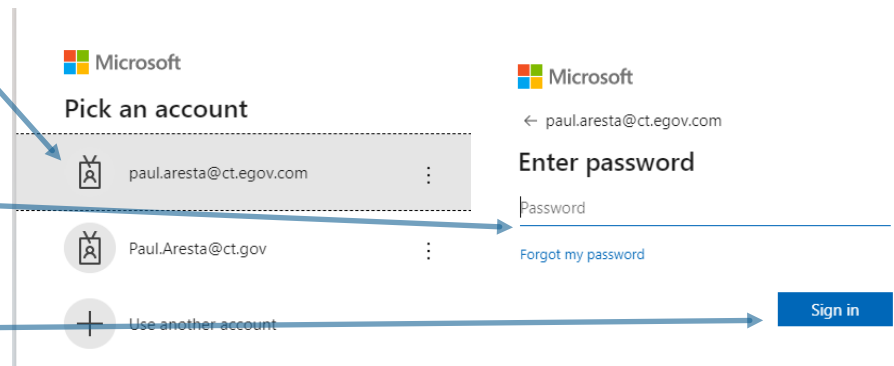 Microsoft
Pick an account
paul.aresta@ct.egov.com
Paul.Aresta@ct.gov
Use another account
Microsoft
← paul.aresta@ct.egov.com
Enter password
Password
Forgot my password
Sign in